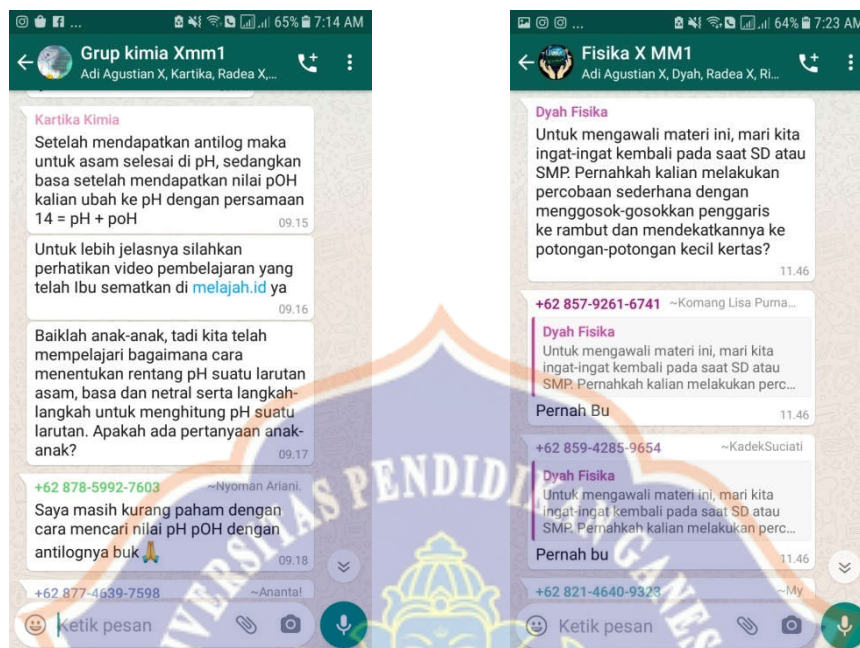 ... 65% 7:14 AM
Grup kimia Xmm1
Adi Agustian X, Kartika, Radea X,...
Kartika Kimia
Setelah mendapatkan antilog maka
untuk asam selesai di pH, sedangkan
basa setelah mendapatkan nilai pOH
kalian ubah ke pH dengan persamaan
14 = pH + poH
09.15
Untuk lebih jelasnya silahkan
perhatikan video pembelajaran yang
telah Ibu sematkan di melajah.id ya
09.16
Baiklah anak-anak, tadi kita telah
mempelajari bagaimana cara
menentukan rentang pH suatu larutan
asam, basa dan netral serta langkah-
langkah untuk menghitung pH suatu
larutan. Apakah ada pertanyaan anak-
anak?
09.17
+62 878-5992-7603 ~Nyoman Ariani.
Saya masih kurang paham dengan
cara mencari nilai pH pOH dengan
antilognya buk🙏
09.18
+62 877-4639-7598 ~Ananta!
Ketik pesan
... 64% 7:23 AM
Fisika X MM1
Adi Agustian X, Dyah, Radea X, Ri...
Dyah Fisika
Untuk mengawali materi ini, mari kita
ingat-ingat kembali pada saat SD atau
SMP. Pernahkah kalian melakukan
percobaan sederhana dengan
menggosok-gosokkan penggaris
ke rambut dan mendekatkannya ke
potongan-potongan kecil kertas?
11.46
+62 857-9261-6741 ~Komang Lisa Purna...
Dyah Fisika
Untuk mengawali materi ini, mari kita
ingat-ingat kembali pada saat SD atau
SMP. Pernahkah kalian melakukan perc...
Pernah Bu
11.46
+62 859-4285-9654 ~KadekSuciati
Dyah Fisika
Untuk mengawali materi ini, mari kita
ingat-ingat kembali pada saat SD atau
SMP. Pernahkah kalian melakukan perc...
Pernah bu
11.46
+62 821-4640-9323 ~My
Ketik pesan
PENDIDI